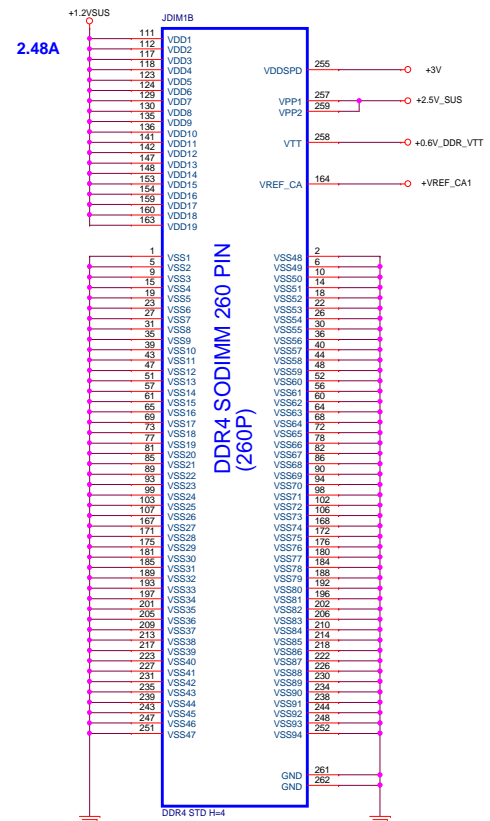 +1.2VSUS
JDIM1B
2.48A
111 VDD1
112 VDD2
117 VDD3
118 VDD4
123 VDD5
124 VDD6
129 VDD7
130 VDD8
135 VDD9
136 VDD10
141 VDD11
142 VDD12
147 VDD13
148 VDD14
153 VDD15
154 VDD16
159 VDD17
160 VDD18
163 VDD19
VDDSPD 255 +3V
VPP1 257 +2.5V_SUS
VPP2 259
VTT 258 +0.6V_DDR_VTT
VREF_CA 164 +VREF_CA1
1 VSS1
5 VSS2
9 VSS3
15 VSS4
19 VSS5
23 VSS6
27 VSS7
31 VSS8
35 VSS9
39 VSS10
43 VSS11
47 VSS12
51 VSS13
57 VSS14
61 VSS15
65 VSS16
69 VSS17
73 VSS18
77 VSS19
81 VSS20
85 VSS21
89 VSS22
93 VSS23
99 VSS24
103 VSS25
107 VSS26
167 VSS27
171 VSS28
175 VSS29
181 VSS30
185 VSS31
189 VSS32
193 VSS33
197 VSS34
201 VSS35
205 VSS36
209 VSS37
213 VSS38
217 VSS39
223 VSS40
227 VSS41
231 VSS42
235 VSS43
239 VSS44
243 VSS45
247 VSS46
251 VSS47
DDR4 SODIMM 260 PIN
(260P)
VSS48 2
VSS49 6
VSS50 10
VSS51 14
VSS52 18
VSS53 22
VSS54 26
VSS55 30
VSS56 36
VSS57 40
VSS58 44
VSS59 48
VSS60 52
VSS61 56
VSS62 60
VSS63 64
VSS64 68
VSS65 72
VSS66 78
VSS67 82
VSS68 86
VSS69 90
VSS70 94
VSS71 98
VSS72 102
VSS73 106
VSS74 168
VSS75 172
VSS76 176
VSS77 180
VSS78 184
VSS79 188
VSS80 192
VSS81 196
VSS82 202
VSS83 206
VSS84 210
VSS85 214
VSS86 218
VSS87 222
VSS88 226
VSS89 230
VSS90 234
VSS91 238
VSS92 244
VSS93 248
VSS94 252
GND 261
GND 262
DDR4 STD H=4